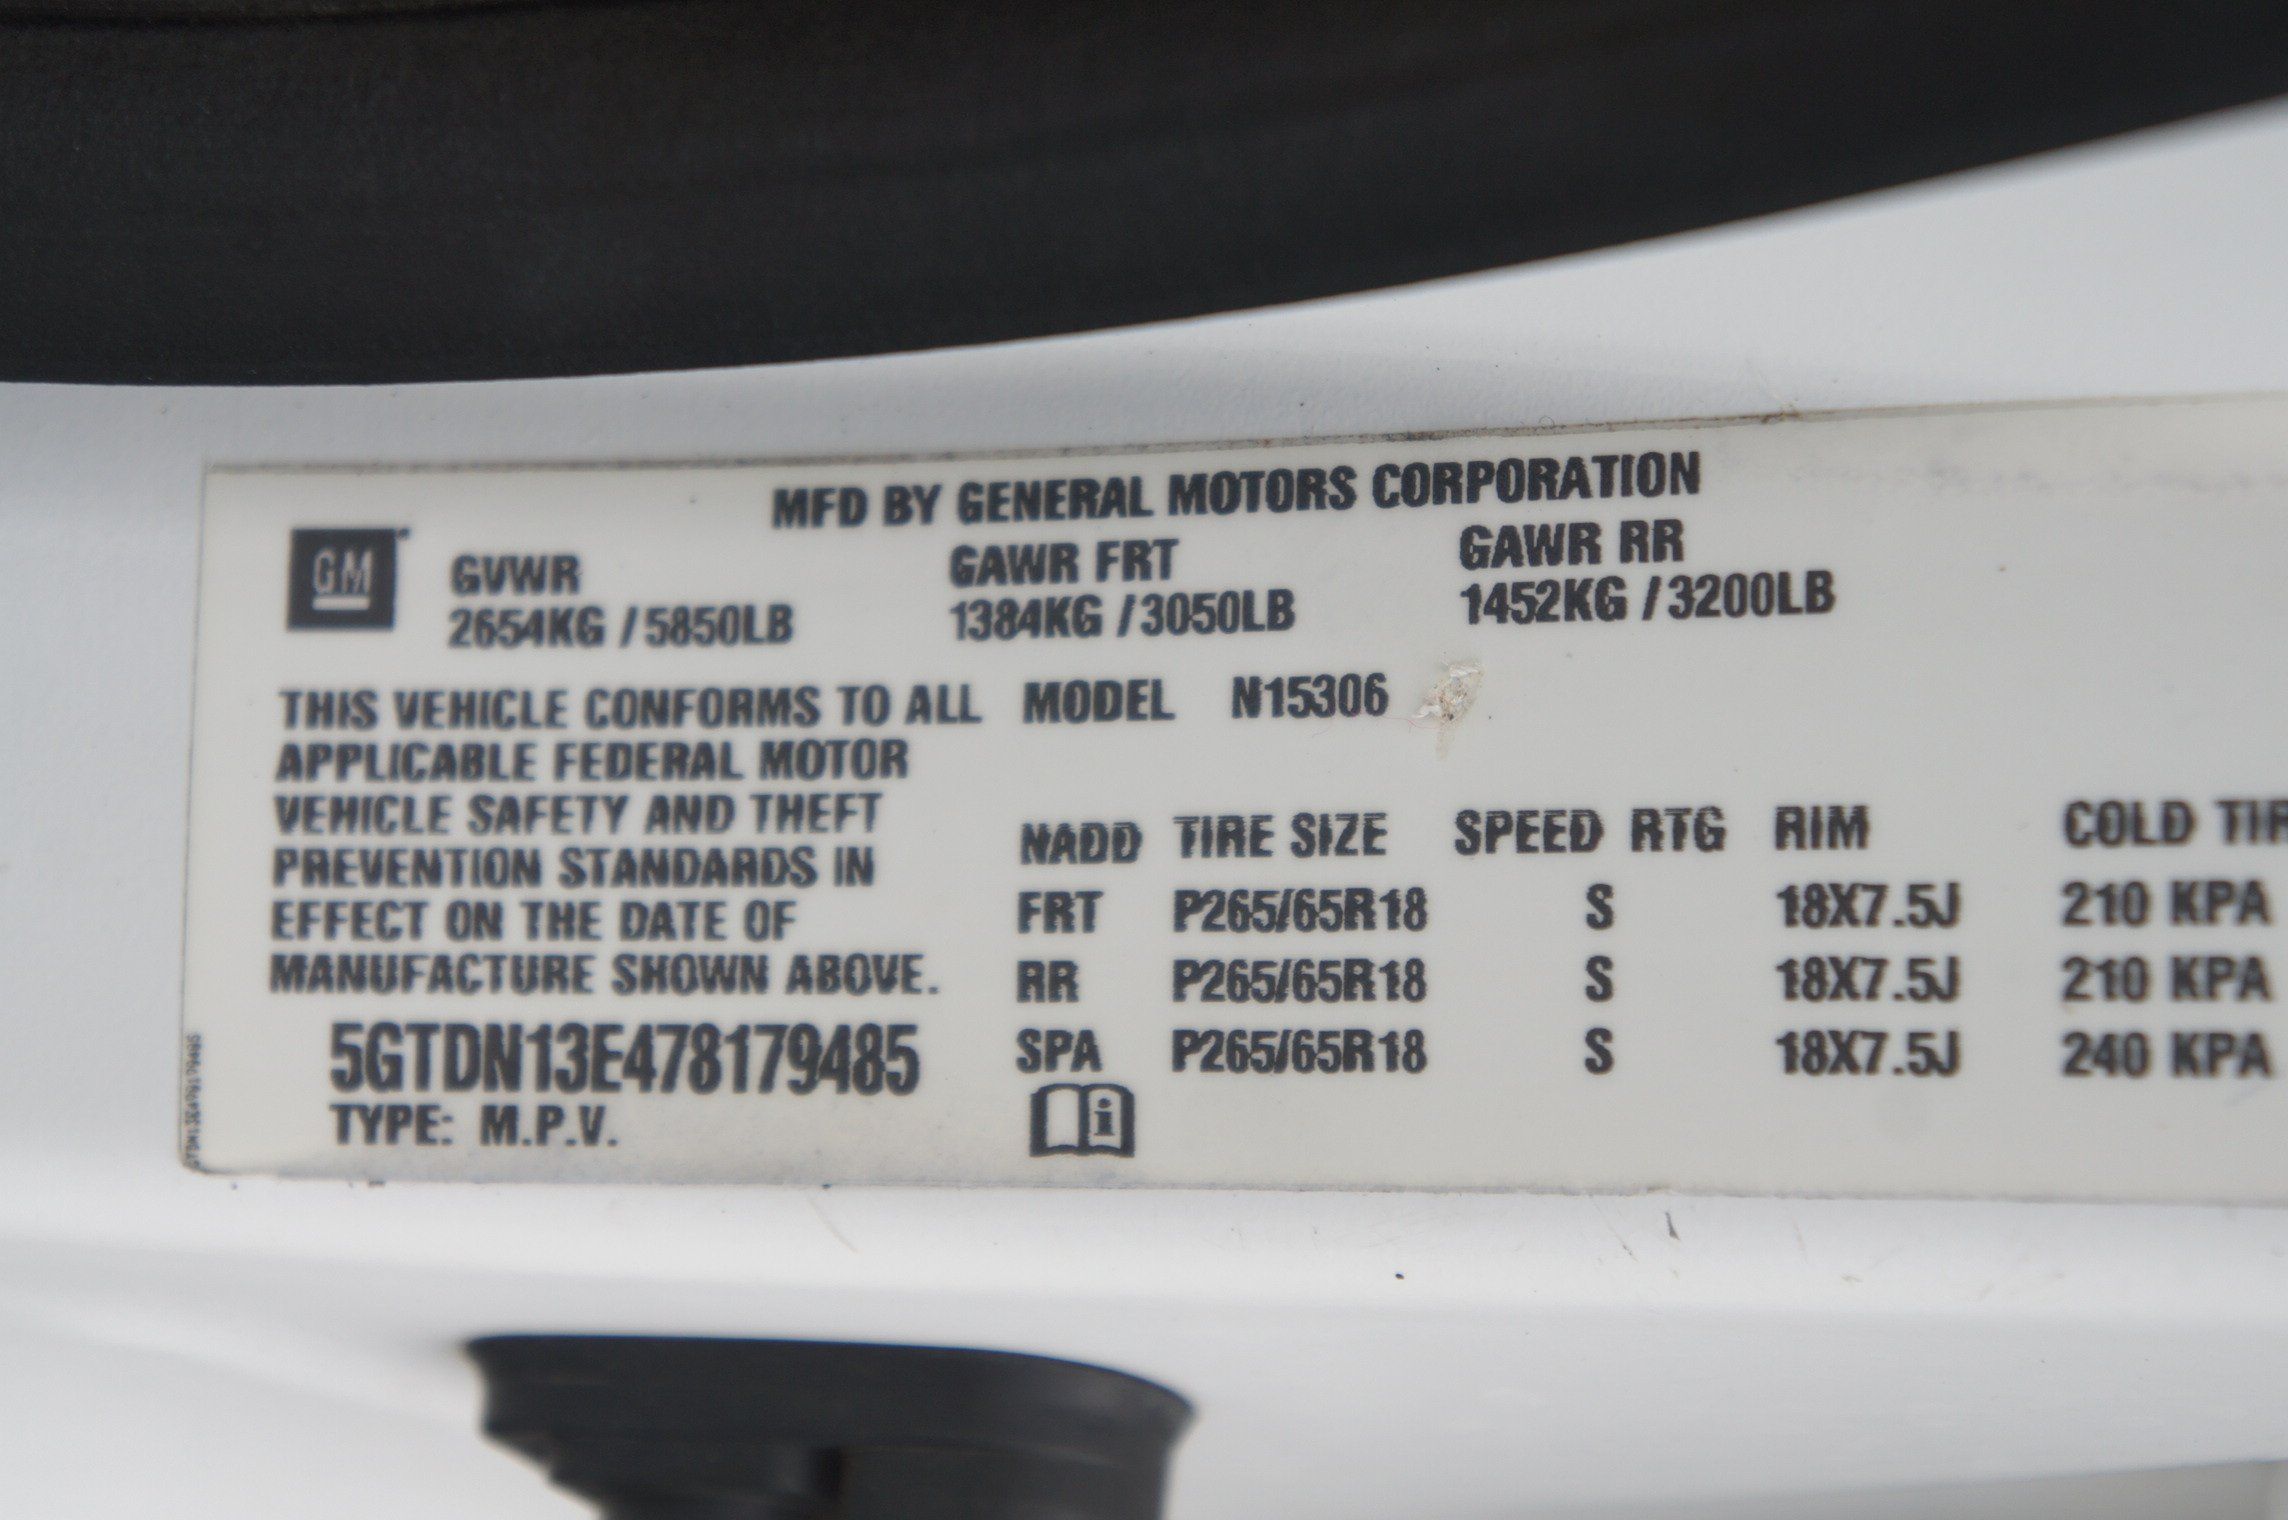 MFD BY GENERAL MOTORS CORPORATION
GM
GVWR GAWR FRT GAWR RR
2654KG / 5850LB 1384KG / 3050LB 1452KG / 3200LB
THIS VEHICLE CONFORMS TO ALL
APPLICABLE FEDERAL MOTOR
VEHICLE SAFETY AND THEFT
PREVENTION STANDARDS IN
EFFECT ON THE DATE OF
MANUFACTURE SHOWN ABOVE.
5GTDN13E478179485
TYPE: M.P.V.
MODEL N15306
NADD TIRE SIZE SPEED RTG RIM COLD TIR
FRT P265/65R18 S 18X7.5J 210 KPA
RR P265/65R18 S 18X7.5J 210 KPA
SPA P265/65R18 S 18X7.5J 240 KPA
i